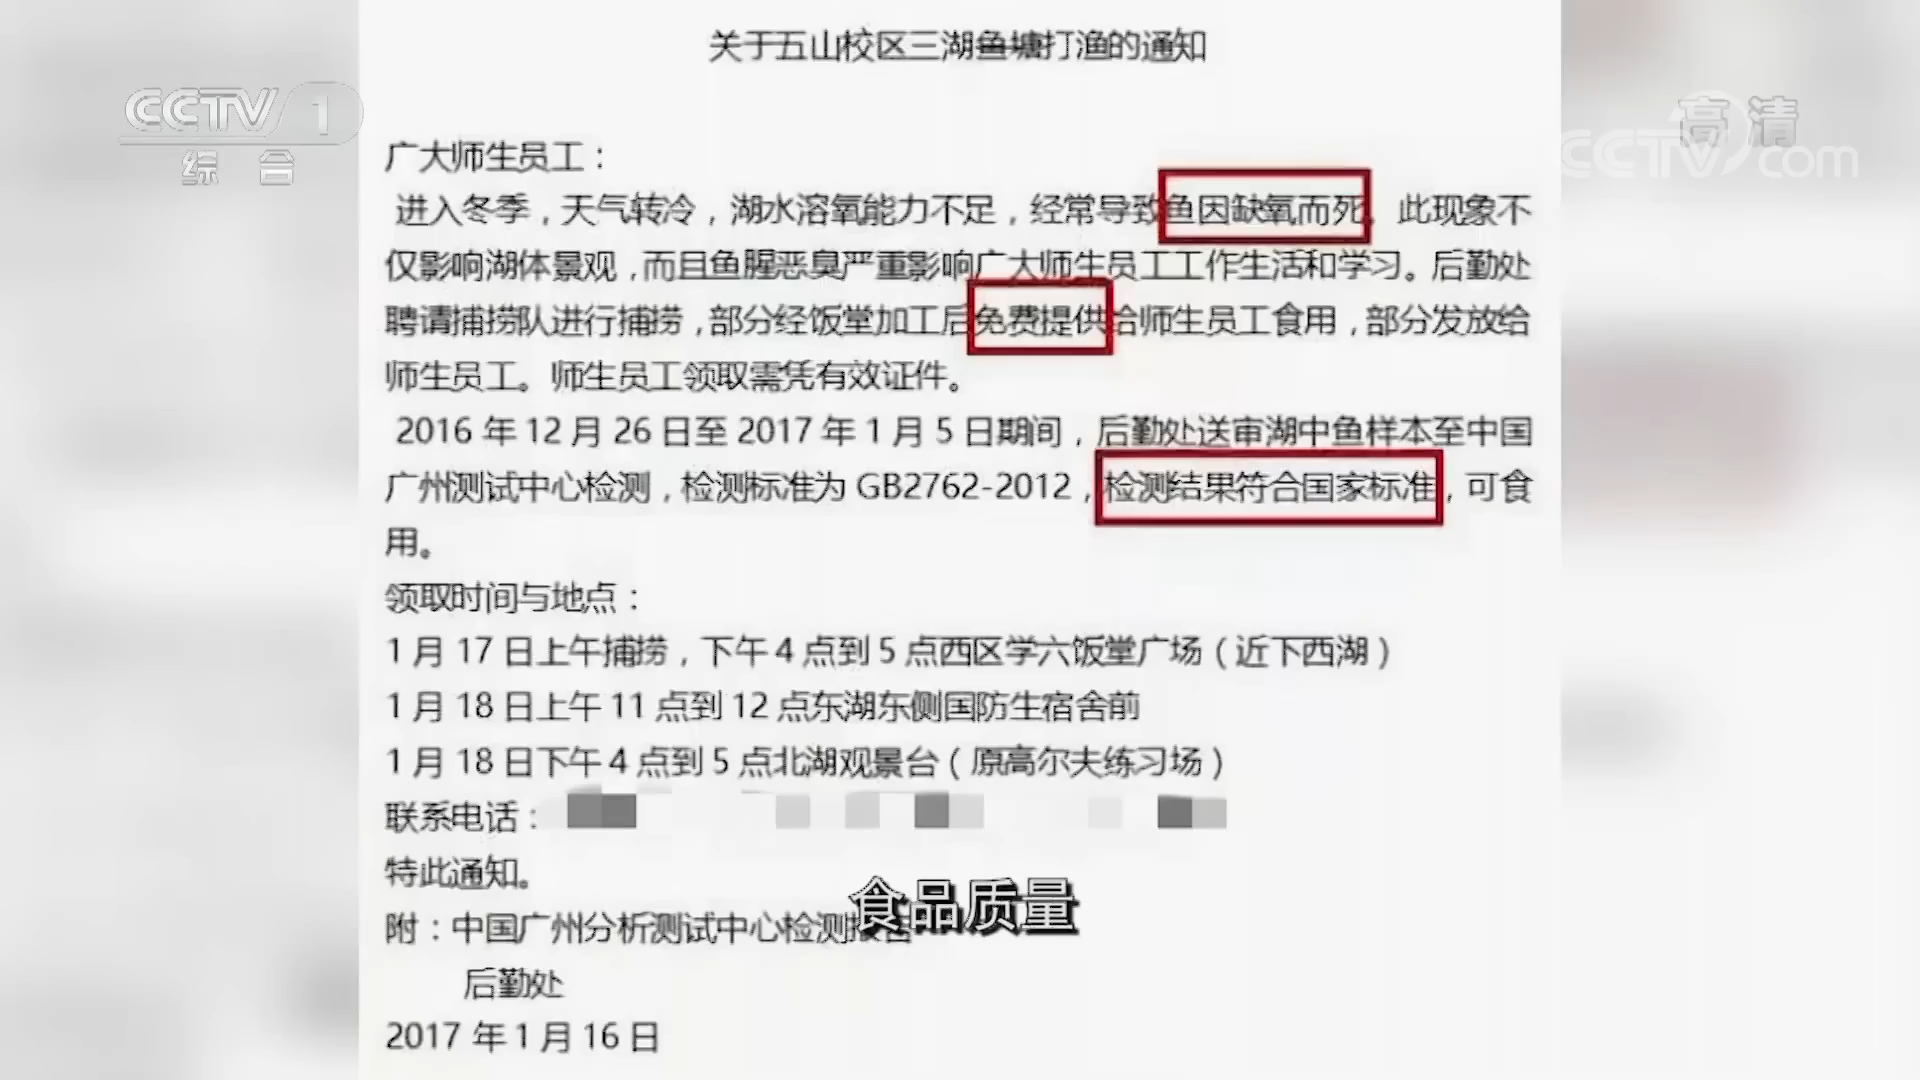 关于五山校区三湖鱼塘打渔的通知
CCTV 1
综合
高清
CCTV.com
广大师生员工：
进入冬季，天气转冷，湖水溶氧能力不足，经常导致鱼因缺氧而死。此现象不
仅影响湖体景观，而且鱼腥恶臭严重影响广大师生员工工作生活和学习。后勤处
聘请捕捞队进行捕捞，部分经饭堂加工后免费提供给师生员工食用，部分发放给
师生员工。师生员工领取需凭有效证件。
2016 年 12 月 26 日至 2017 年 1 月 5 日期间，后勤处送审湖中鱼样本至中国
广州测试中心检测，检测标准为 GB2762-2012，检测结果符合国家标准，可食
用。
领取时间与地点：
1 月 17 日上午捕捞，下午 4 点到 5 点西区学六饭堂广场（近下西湖）
1 月 18 日上午 11 点到 12 点东湖东侧国防生宿舍前
1 月 18 日下午 4 点到 5 点北湖观景台（原高尔夫练习场）
联系电话：
特此通知。
附：中国广州分析测试中心检测报告
食品质量
后勤处
2017 年 1 月 16 日